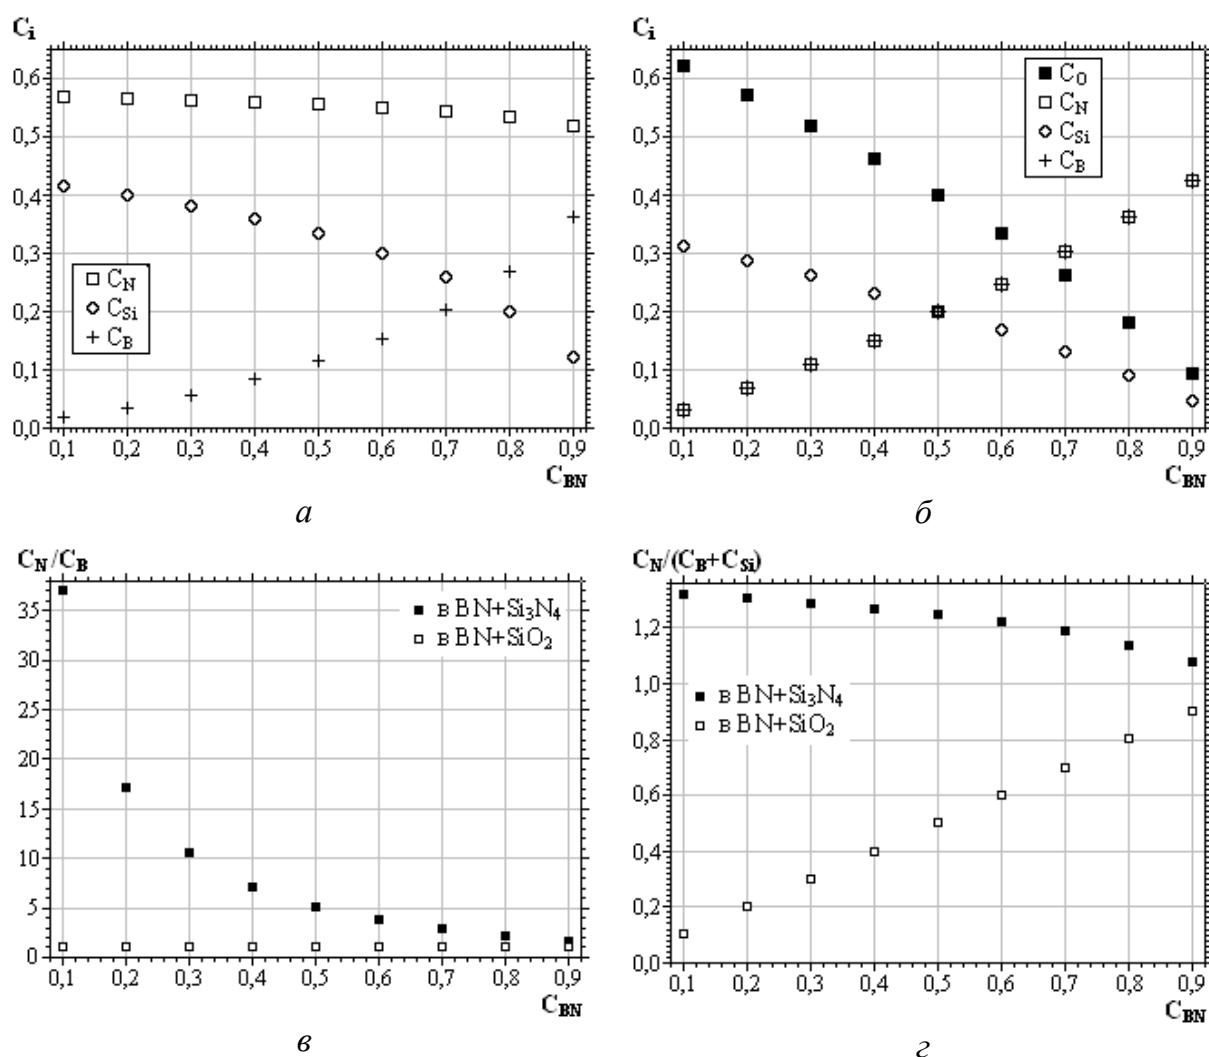 Cᵢ
0,6
0,5
0,4
0,3
0,2
0,1
0,0
C_N
C_Si
C_B
0,1 0,2 0,3 0,4 0,5 0,6 0,7 0,8 0,9
C_BN
а
Cᵢ
0,6
0,5
0,4
0,3
0,2
0,1
0,0
C_O
C_N
C_Si
C_B
0,1 0,2 0,3 0,4 0,5 0,6 0,7 0,8 0,9
C_BN
б
C_N/C_B
35
30
25
20
15
10
5
0
в BN+Si₃N₄
в BN+SiO₂
0,1 0,2 0,3 0,4 0,5 0,6 0,7 0,8 0,9
C_BN
в
C_N/(C_B+C_Si)
1,2
1,0
0,8
0,6
0,4
0,2
0,0
в BN+Si₃N₄
в BN+SiO₂
0,1 0,2 0,3 0,4 0,5 0,6 0,7 0,8 0,9
C_BN
г